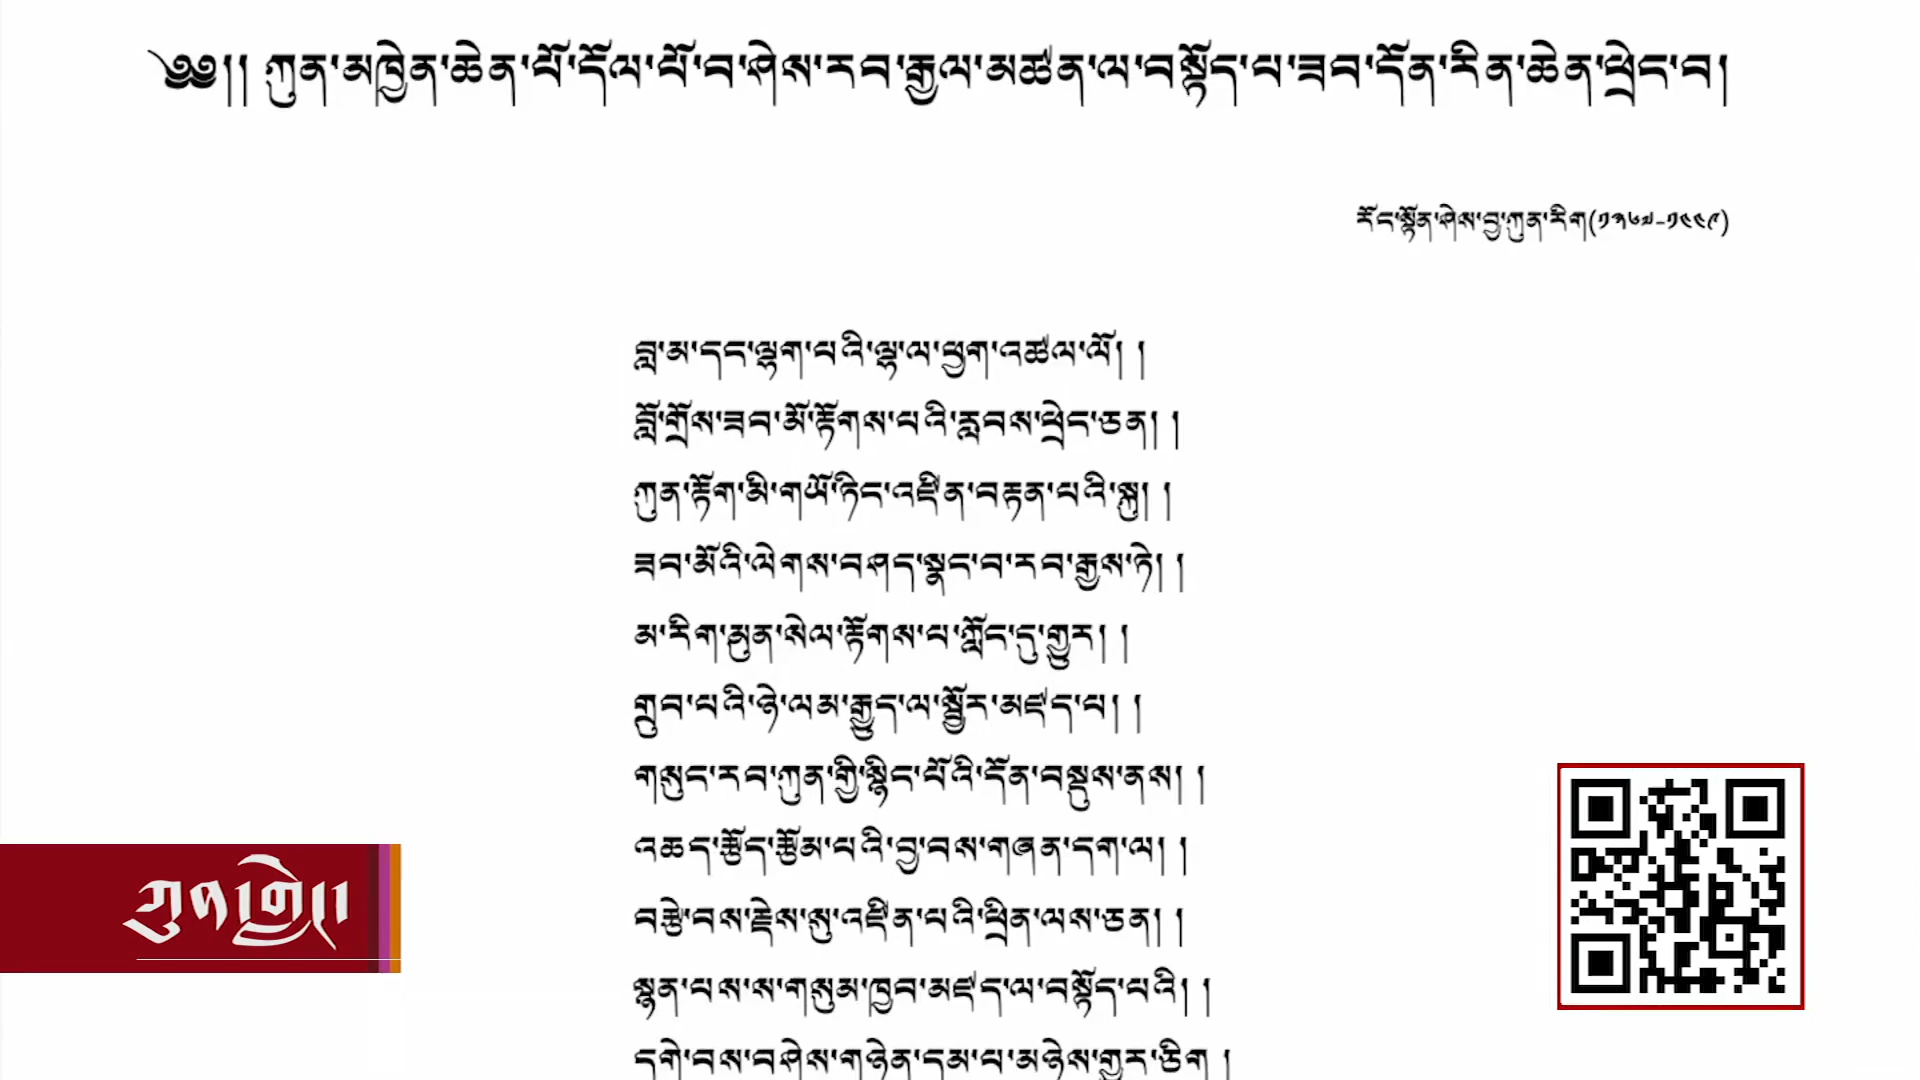 ༄༅།། ཀུན་མཁྱེན་ཆེན་པོ་དོལ་པོ་བ་ཤེས་རབ་རྒྱལ་མཚན་ལ་བསྟོད་པ་ཟབ་དོན་རིན་ཆེན་ཕྲེང་བ།
རོང་སྟོན་ཤེས་བྱ་ཀུན་རིག(༡༣༦༧-༡༤༤༩)
བླ་མ་དང་ལྷག་པའི་ལྷ་ལ་ཕྱག་འཚལ་ལོ། །
བློ་གྲོས་ཟབ་མོ་རྟོགས་པའི་རླབས་ཕྲེང་ཅན། །
ཀུན་རྟོག་མི་གཡོ་ཏིང་འཛིན་བརྟན་པའི་སྐུ། །
ཟབ་མོའི་ལེགས་བཤད་སྣང་བ་རབ་རྒྱས་ཏེ། །
མ་རིག་མུན་སེལ་རྟོགས་པ་ཀློང་དུ་གྱུར། །
གྲུབ་པའི་ཉེ་ལམ་རྒྱུད་ལ་སྦྱོར་མཛད་པ། །
གསུང་རབ་ཀུན་གྱི་སྙིང་པོའི་དོན་བསྡུས་ནས། །
འཆད་རྩོད་རྩོམ་པའི་བྱ་བས་གཞན་དག་ལ། །
བརྩེ་བས་རྗེས་སུ་འཛིན་པའི་ཕྲིན་ལས་ཅན། །
སྙན་པས་ས་གསུམ་ཁྱབ་མཛད་ལ་བསྟོད་པའི། །
དགེ་བས་བཤེས་གཉེན་དམ་པ་མཉེས་གྱུར་ཅིག །